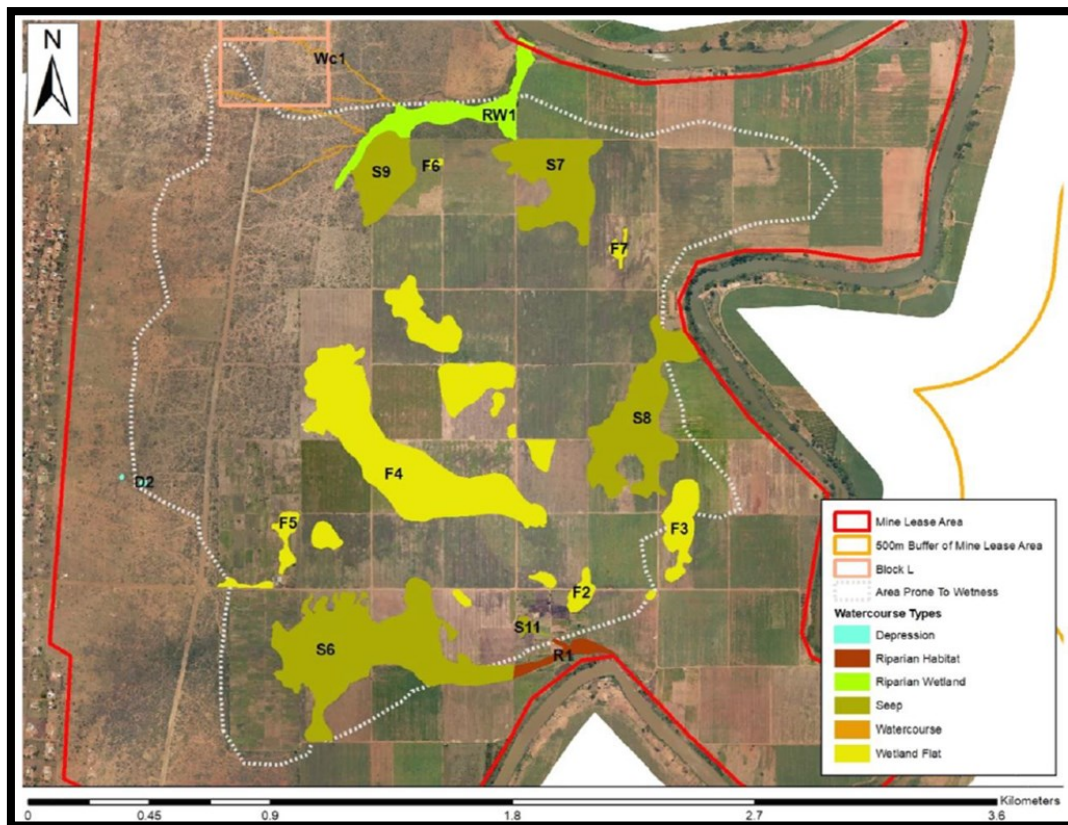 N
Wc1
RW1
S9
F6
S7
F7
S8
F4
D2
F5
F3
F2
S11
S6
R1
Mine Lease Area
500m Buffer of Mine Lease Area
Block L
Area Prone To Wetness
Watercourse Types
Depression
Riparian Habitat
Riparian Wetland
Seep
Watercourse
Wetland Flat
Kilometers
0 0.45 0.9 1.8 2.7 3.6